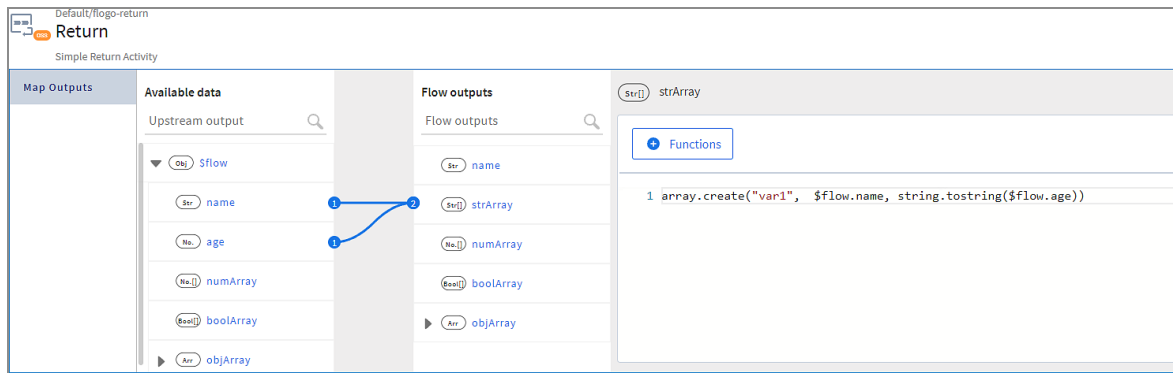 Default/flogo-return
Return
Simple Return Activity
Map Outputs
Available data
Upstream output
Obj $flow
Str name 1
No. age 1
No.[] numArray
Bool[] boolArray
Arr objArray
Flow outputs
Flow outputs
Str name
2 Str[] strArray
No.[] numArray
Bool[] boolArray
Arr objArray
Str[] strArray
Functions
1 array.create("var1",  $flow.name, string.tostring($flow.age))